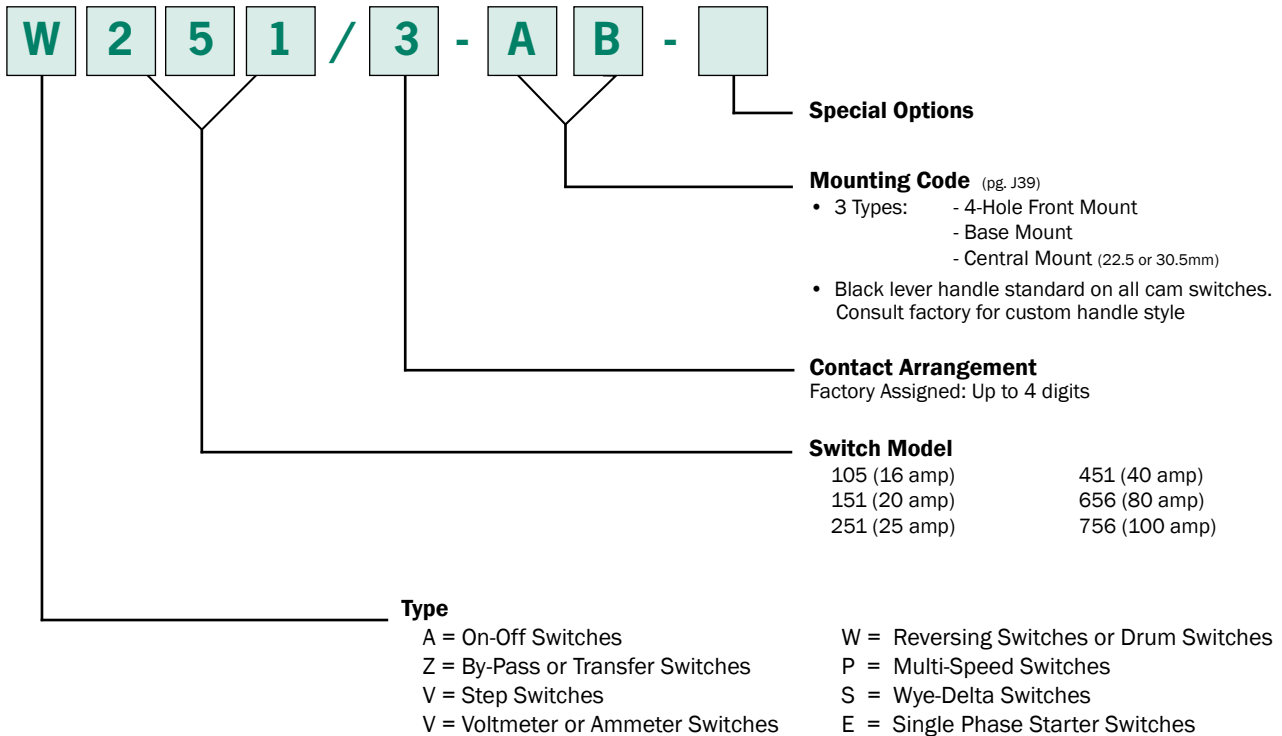 W 2 5 1 / 3 - A B -
Special Options
Mounting Code (pg. J39)
• 3 Types: - 4-Hole Front Mount
- Base Mount
- Central Mount (22.5 or 30.5mm)
• Black lever handle standard on all cam switches.
Consult factory for custom handle style
Contact Arrangement
Factory Assigned: Up to 4 digits
Switch Model
105 (16 amp) 451 (40 amp)
151 (20 amp) 656 (80 amp)
251 (25 amp) 756 (100 amp)
Type
A = On-Off Switches W = Reversing Switches or Drum Switches
Z = By-Pass or Transfer Switches P = Multi-Speed Switches
V = Step Switches S = Wye-Delta Switches
V = Voltmeter or Ammeter Switches E = Single Phase Starter Switches